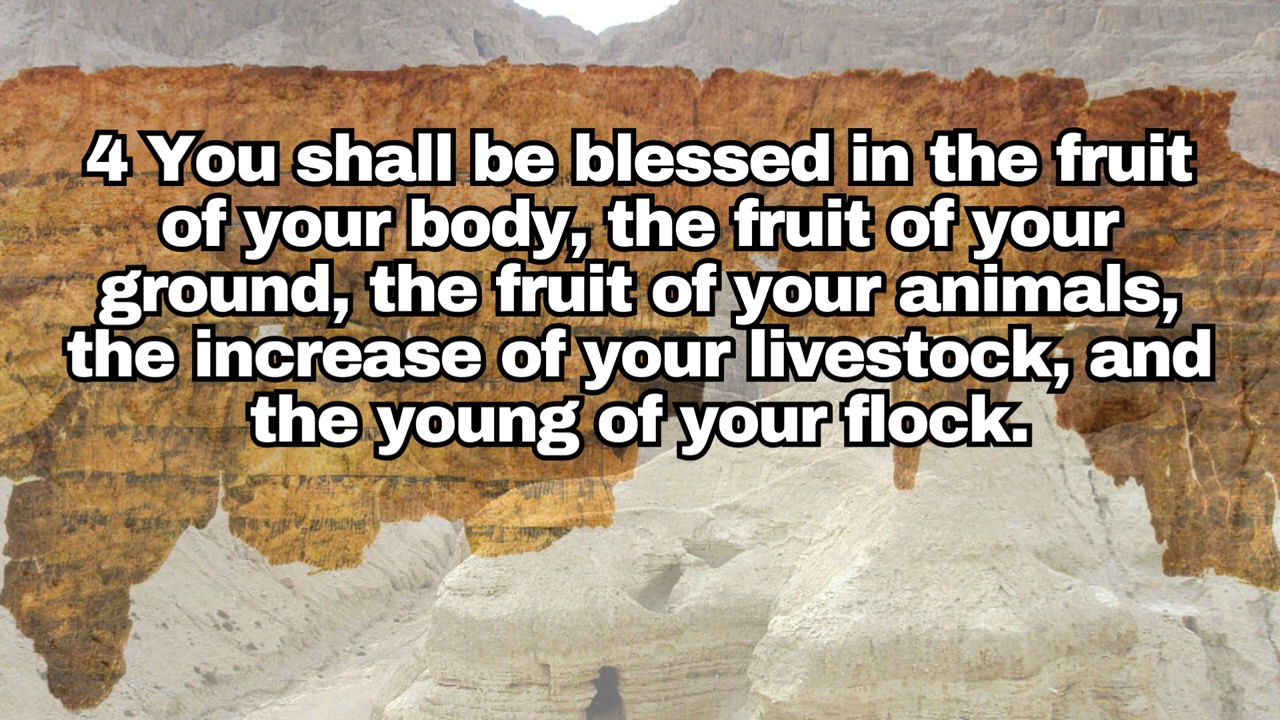 4 You shall be blessed in the fruit
of your body, the fruit of your
ground, the fruit of your animals,
the increase of your livestock, and
the young of your flock.